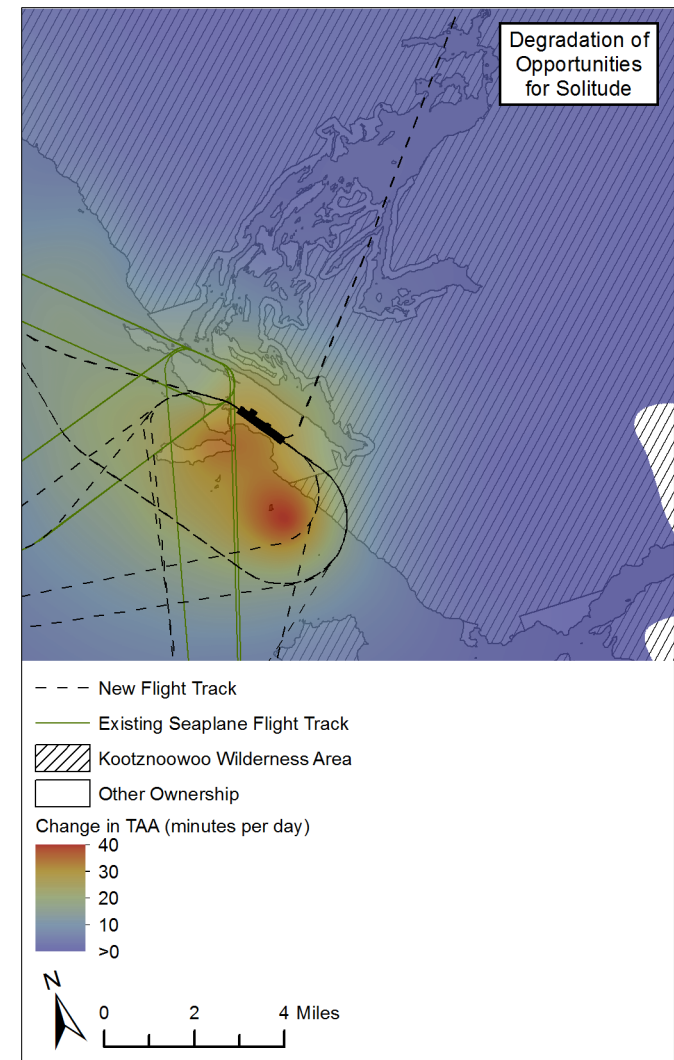 Degradation of
Opportunities
for Solitude
New Flight Track
Existing Seaplane Flight Track
Kootznoowoo Wilderness Area
Other Ownership
Change in TAA (minutes per day)
40
30
20
10
>0
N
0 2 4 Miles